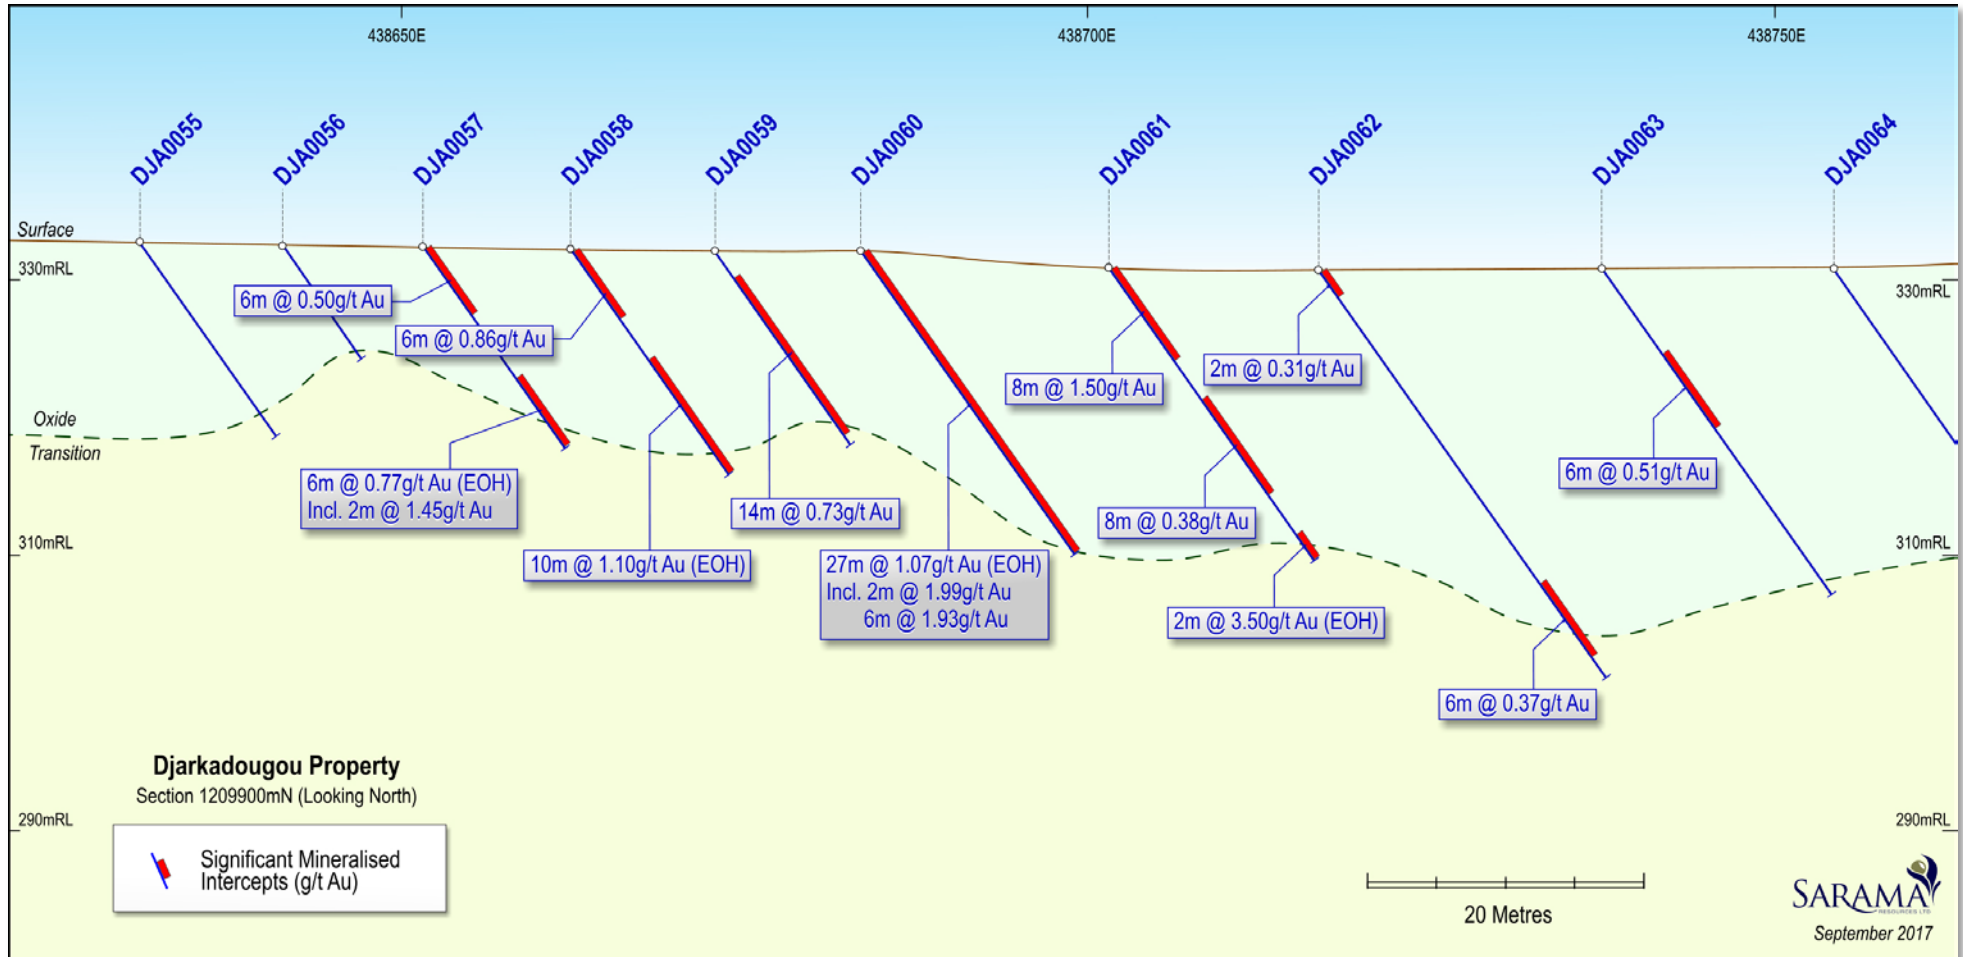 438650E
438700E
438750E
DJA0055
DJA0056
DJA0057
DJA0058
DJA0059
DJA0060
DJA0061
DJA0062
DJA0063
DJA0064
Surface
330mRL
330mRL
6m @ 0.50g/t Au
6m @ 0.86g/t Au
2m @ 0.31g/t Au
8m @ 1.50g/t Au
Oxide
Transition
6m @ 0.77g/t Au (EOH)
Incl. 2m @ 1.45g/t Au
6m @ 0.51g/t Au
14m @ 0.73g/t Au
8m @ 0.38g/t Au
310mRL
310mRL
10m @ 1.10g/t Au (EOH)
27m @ 1.07g/t Au (EOH)
Incl. 2m @ 1.99g/t Au
6m @ 1.93g/t Au
2m @ 3.50g/t Au (EOH)
6m @ 0.37g/t Au
Djarkadougou Property
Section 1209900mN (Looking North)
290mRL
290mRL
Significant Mineralised
Intercepts (g/t Au)
20 Metres
SARAMA
RESOURCES LTD
September 2017